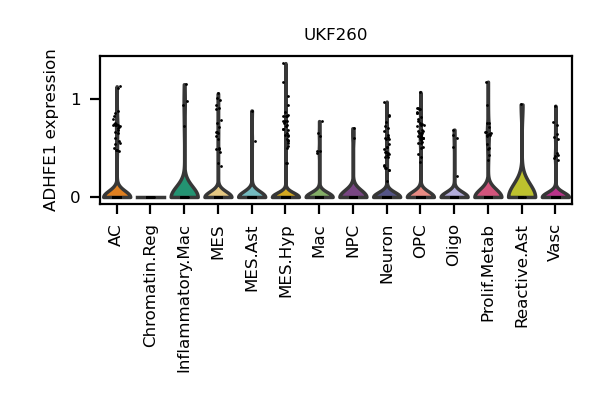 UKF260
ADHFE1 expression
1
0
AC
Chromatin.Reg
Inflammatory.Mac
MES
MES.Ast
MES.Hyp
Mac
NPC
Neuron
OPC
Oligo
Prolif.Metab
Reactive.Ast
Vasc